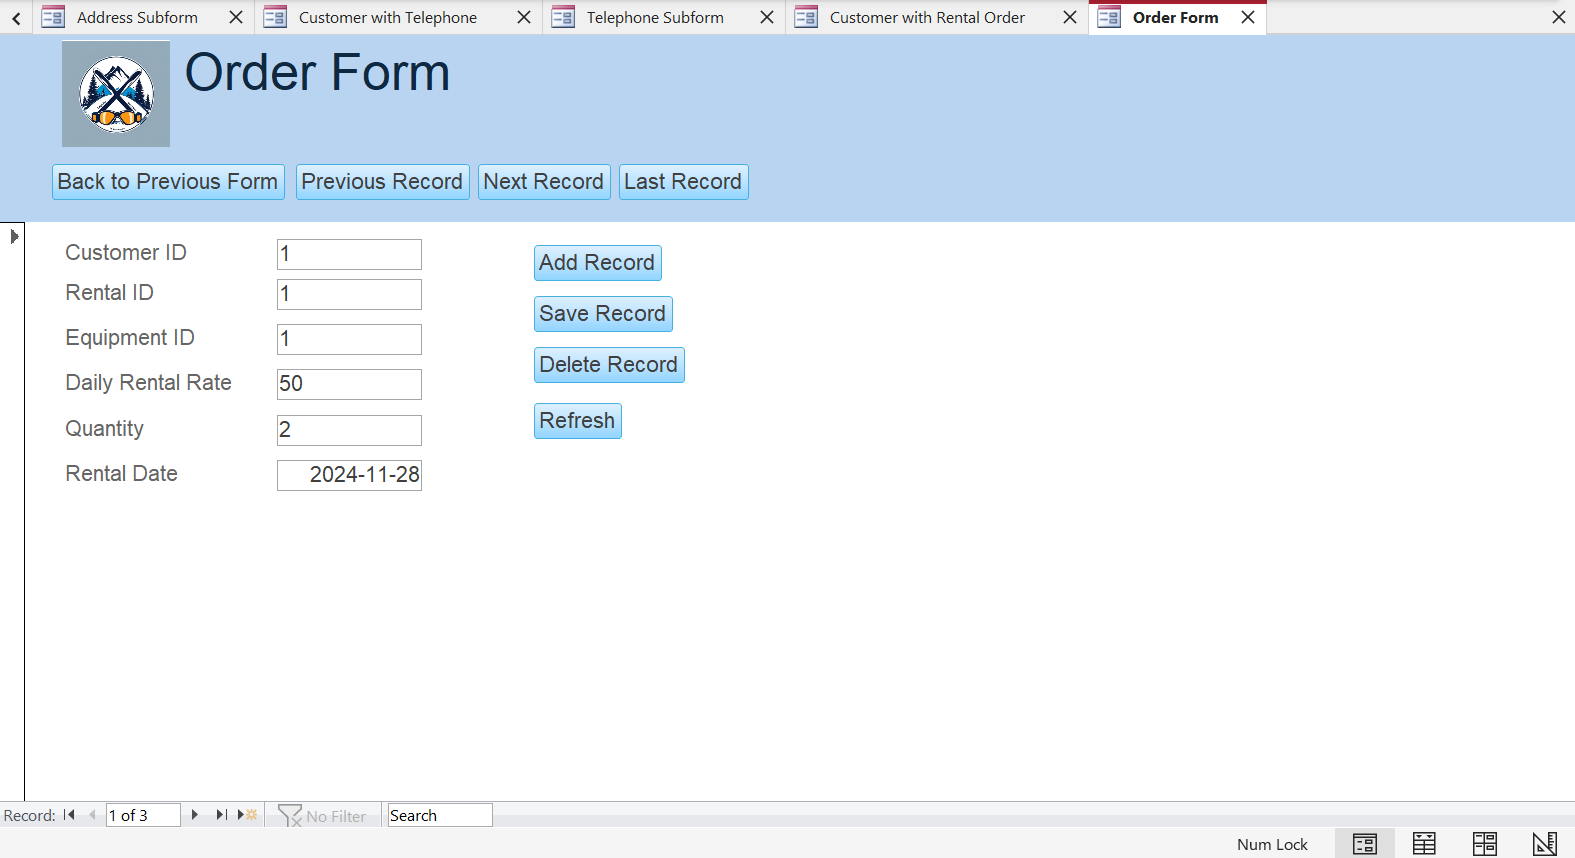 Address Subform
Customer with Telephone
Telephone Subform
Customer with Rental Order
Order Form
Order Form
Back to Previous Form
Previous Record
Next Record
Last Record
Customer ID 1
Rental ID 1
Equipment ID 1
Daily Rental Rate 50
Quantity 2
Rental Date 2024-11-28
Add Record
Save Record
Delete Record
Refresh
Record: 1 of 3 No Filter Search
Num Lock